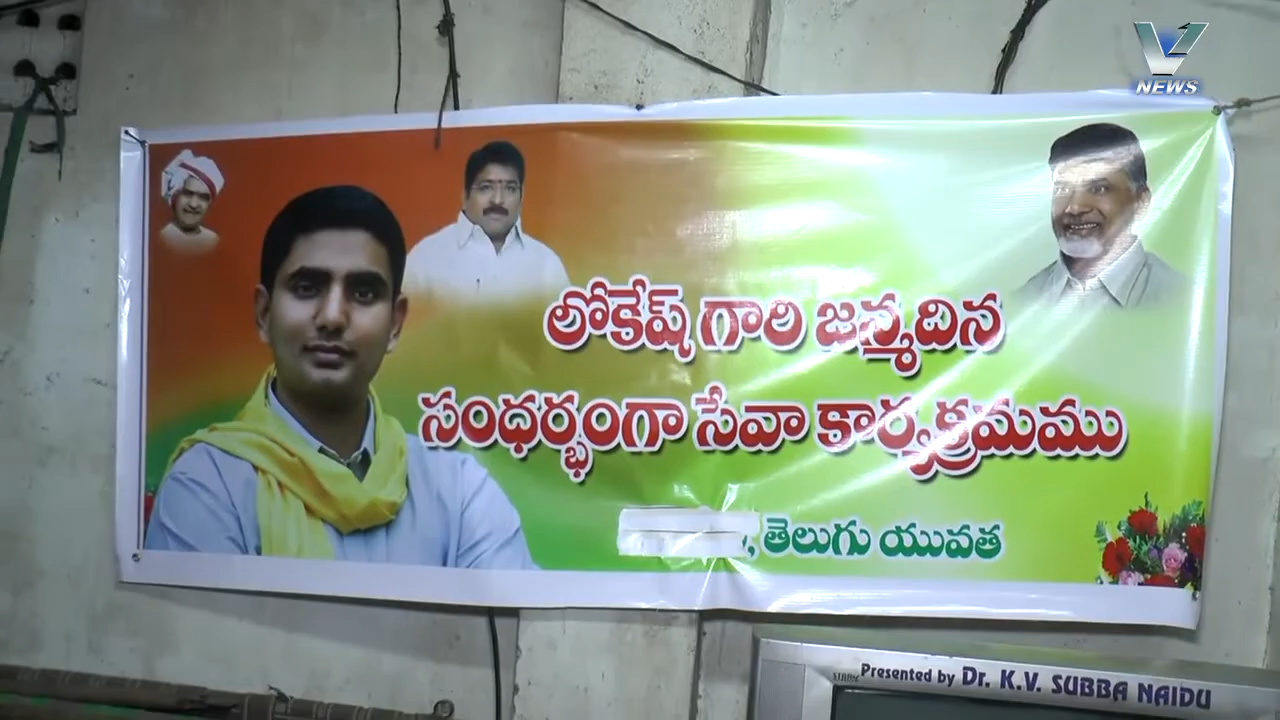 V NEWS
లోకేష్ గారి జన్మదిన
సందర్భంగా సేవా కార్యక్రమము
, తెలుగు యువత
Presented by Dr. K.V. SUBBA NAIDU